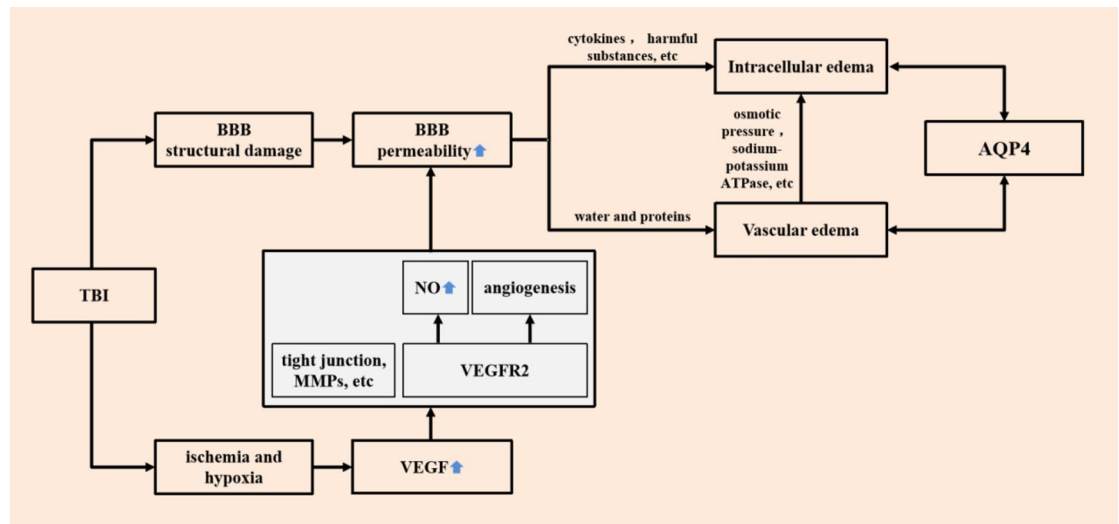 cytokines， harmful
substances, etc
Intracellular edema
osmotic
pressure，
sodium-
potassium
ATPase, etc
BBB
structural damage
BBB
permeability
AQP4
water and proteins
Vascular edema
TBI
NO
angiogenesis
tight junction,
MMPs, etc
VEGFR2
ischemia and
hypoxia
VEGF